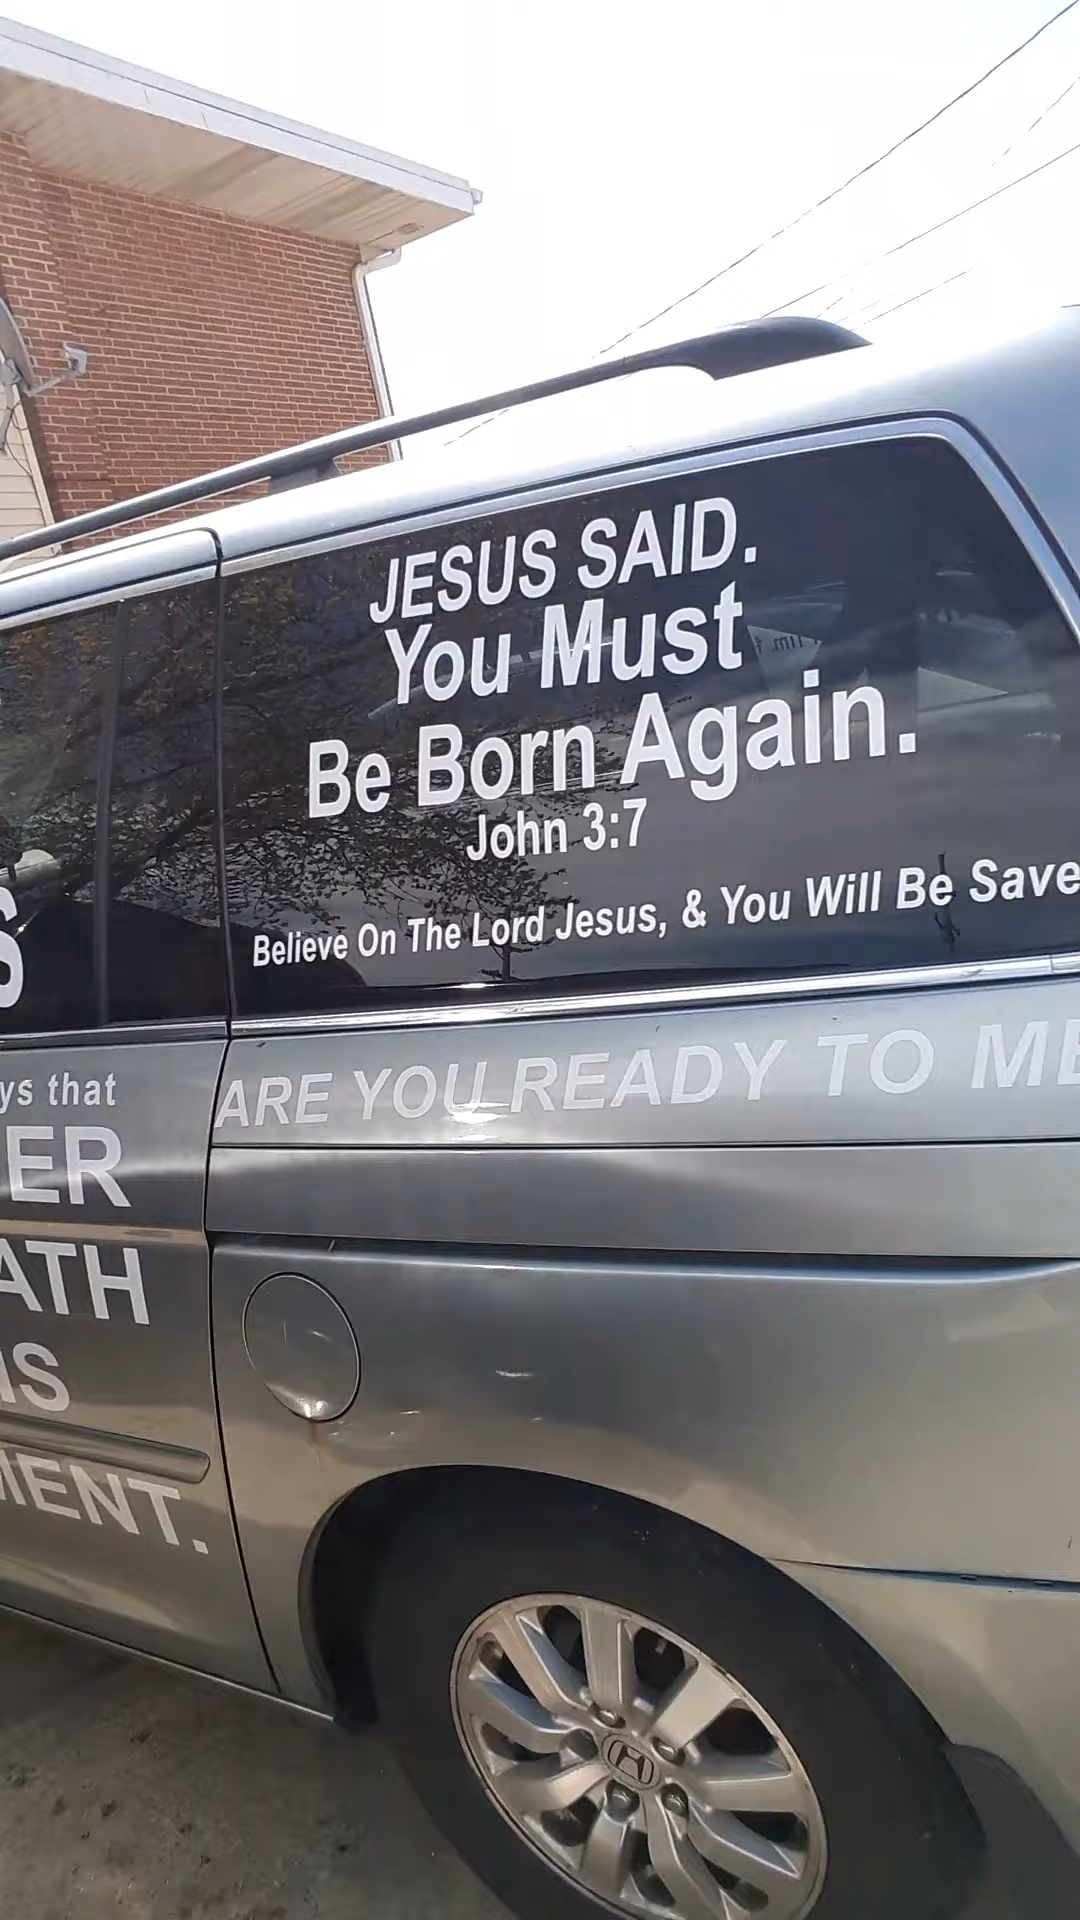 JESUS SAID.
You Must
Be Born Again.
John 3:7
Believe On The Lord Jesus, & You Will Be Save
S
ARE YOU READY TO ME
ys that
ER
ATH
IS
MENT.